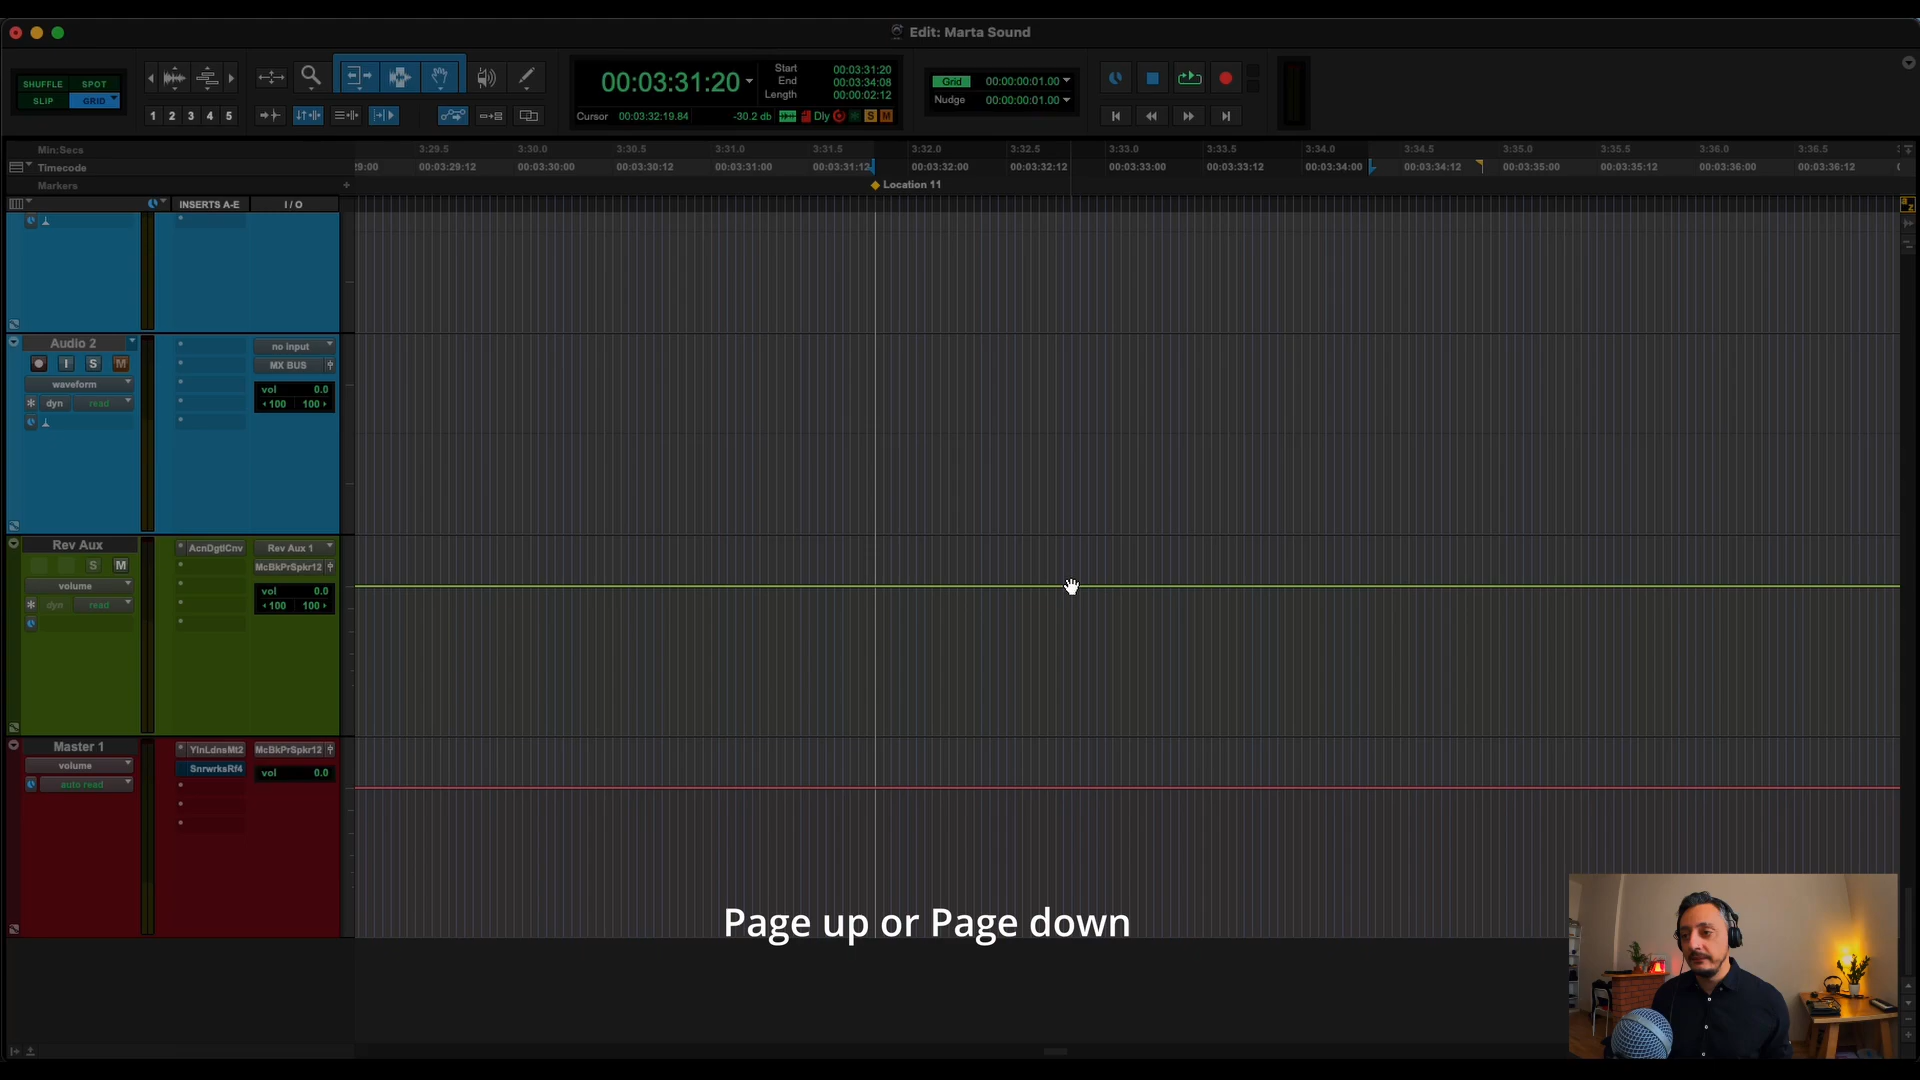 Edit: Marta Sound
SHUFFLE SPOT
SLIP GRID
1 2 3 4 5
00:03:31:20
Start 00:03:31:20
End 00:03:34:08
Length 00:00:02:12
Cursor 00:03:32:19.84 -30.2 db Dly S M
Grid 00:00:00:01.00
Nudge 00:00:00:01.00
Min:Secs 3:29.5 3:30.0 3:30.5 3:31.0 3:31.5 3:32.0 3:32.5 3:33.0 3:33.5 3:34.0 3:34.5 3:35.0 3:35.5 3:36.0 3:36.5
Timecode 29:00 00:03:29:12 00:03:30:00 00:03:30:12 00:03:31:00 00:03:31:12 00:03:32:00 00:03:32:12 00:03:33:00 00:03:33:12 00:03:34:00 00:03:34:12 00:03:35:00 00:03:35:12 00:03:36:00 00:03:36:12
Markers Location 11
INSERTS A-E I / O
Audio 2 no input
I S M MX BUS
waveform vol 0.0
dyn read 100 100
Rev Aux AcnDgtlCnv Rev Aux 1
S M McBkPrSpkr12
volume vol 0.0
dyn read 100 100
Master 1 YlnLdnsMt2 McBkPrSpkr12
volume SnrwrksRf4 vol 0.0
auto read
Page up or Page down